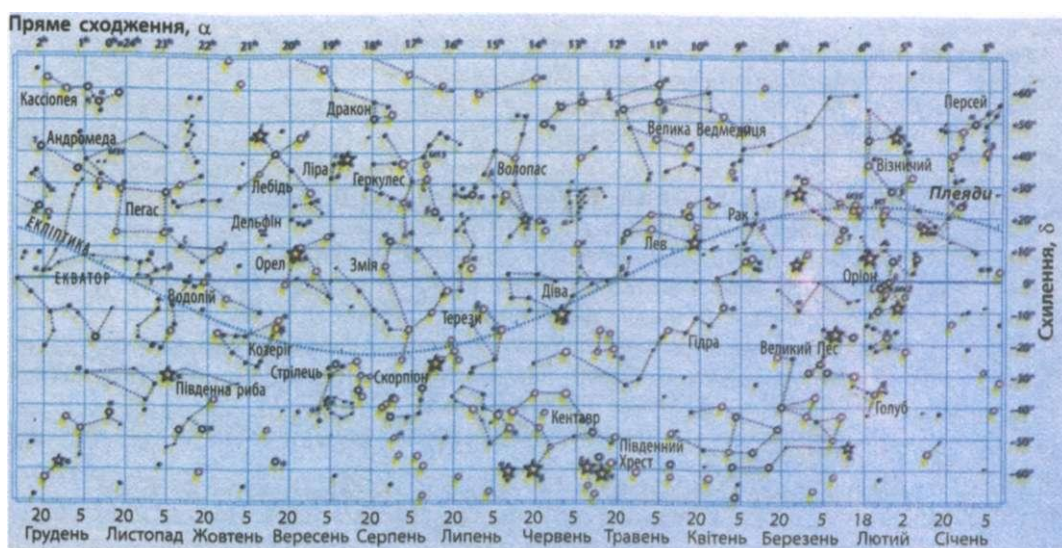 Пряме сходження, α
2ʰ 1ʰ 0ʰ=24ʰ 23ʰ 22ʰ 21ʰ 20ʰ 19ʰ 18ʰ 17ʰ 16ʰ 15ʰ 14ʰ 13ʰ 12ʰ 11ʰ 10ʰ 9ʰ 8ʰ 7ʰ 6ʰ 5ʰ 4ʰ 3ʰ
Кассіопея
Дракон
Персей
+60°
Андромеда
Велика Ведмедиця
+50°
Ліра
Геркулес
Волопас
Візничий
+40°
Лебідь
Плеяди
+30°
Пегас
Дельфін
Рак
+20°
ЕКЛІПТИКА
Орел
Змія
Лев
+10°
ЕКВАТОР
Оріон
0°
Водолій
Діва
Терези
-10°
Козеріг
Гідра
Великий Пес
-20°
Стрілець
Скорпіон
-30°
Південна риба
Голуб
Кентавр
-40°
Південний
Хрест
-50°
-60°
Схилення, δ
20 5 20 5 20 5 20 5 20 5 20 5 20 5 20 5 20 5 20 5 18 2 20 5
Грудень Листопад Жовтень Вересень Серпень Липень Червень Травень Квітень Березень Лютий Січень